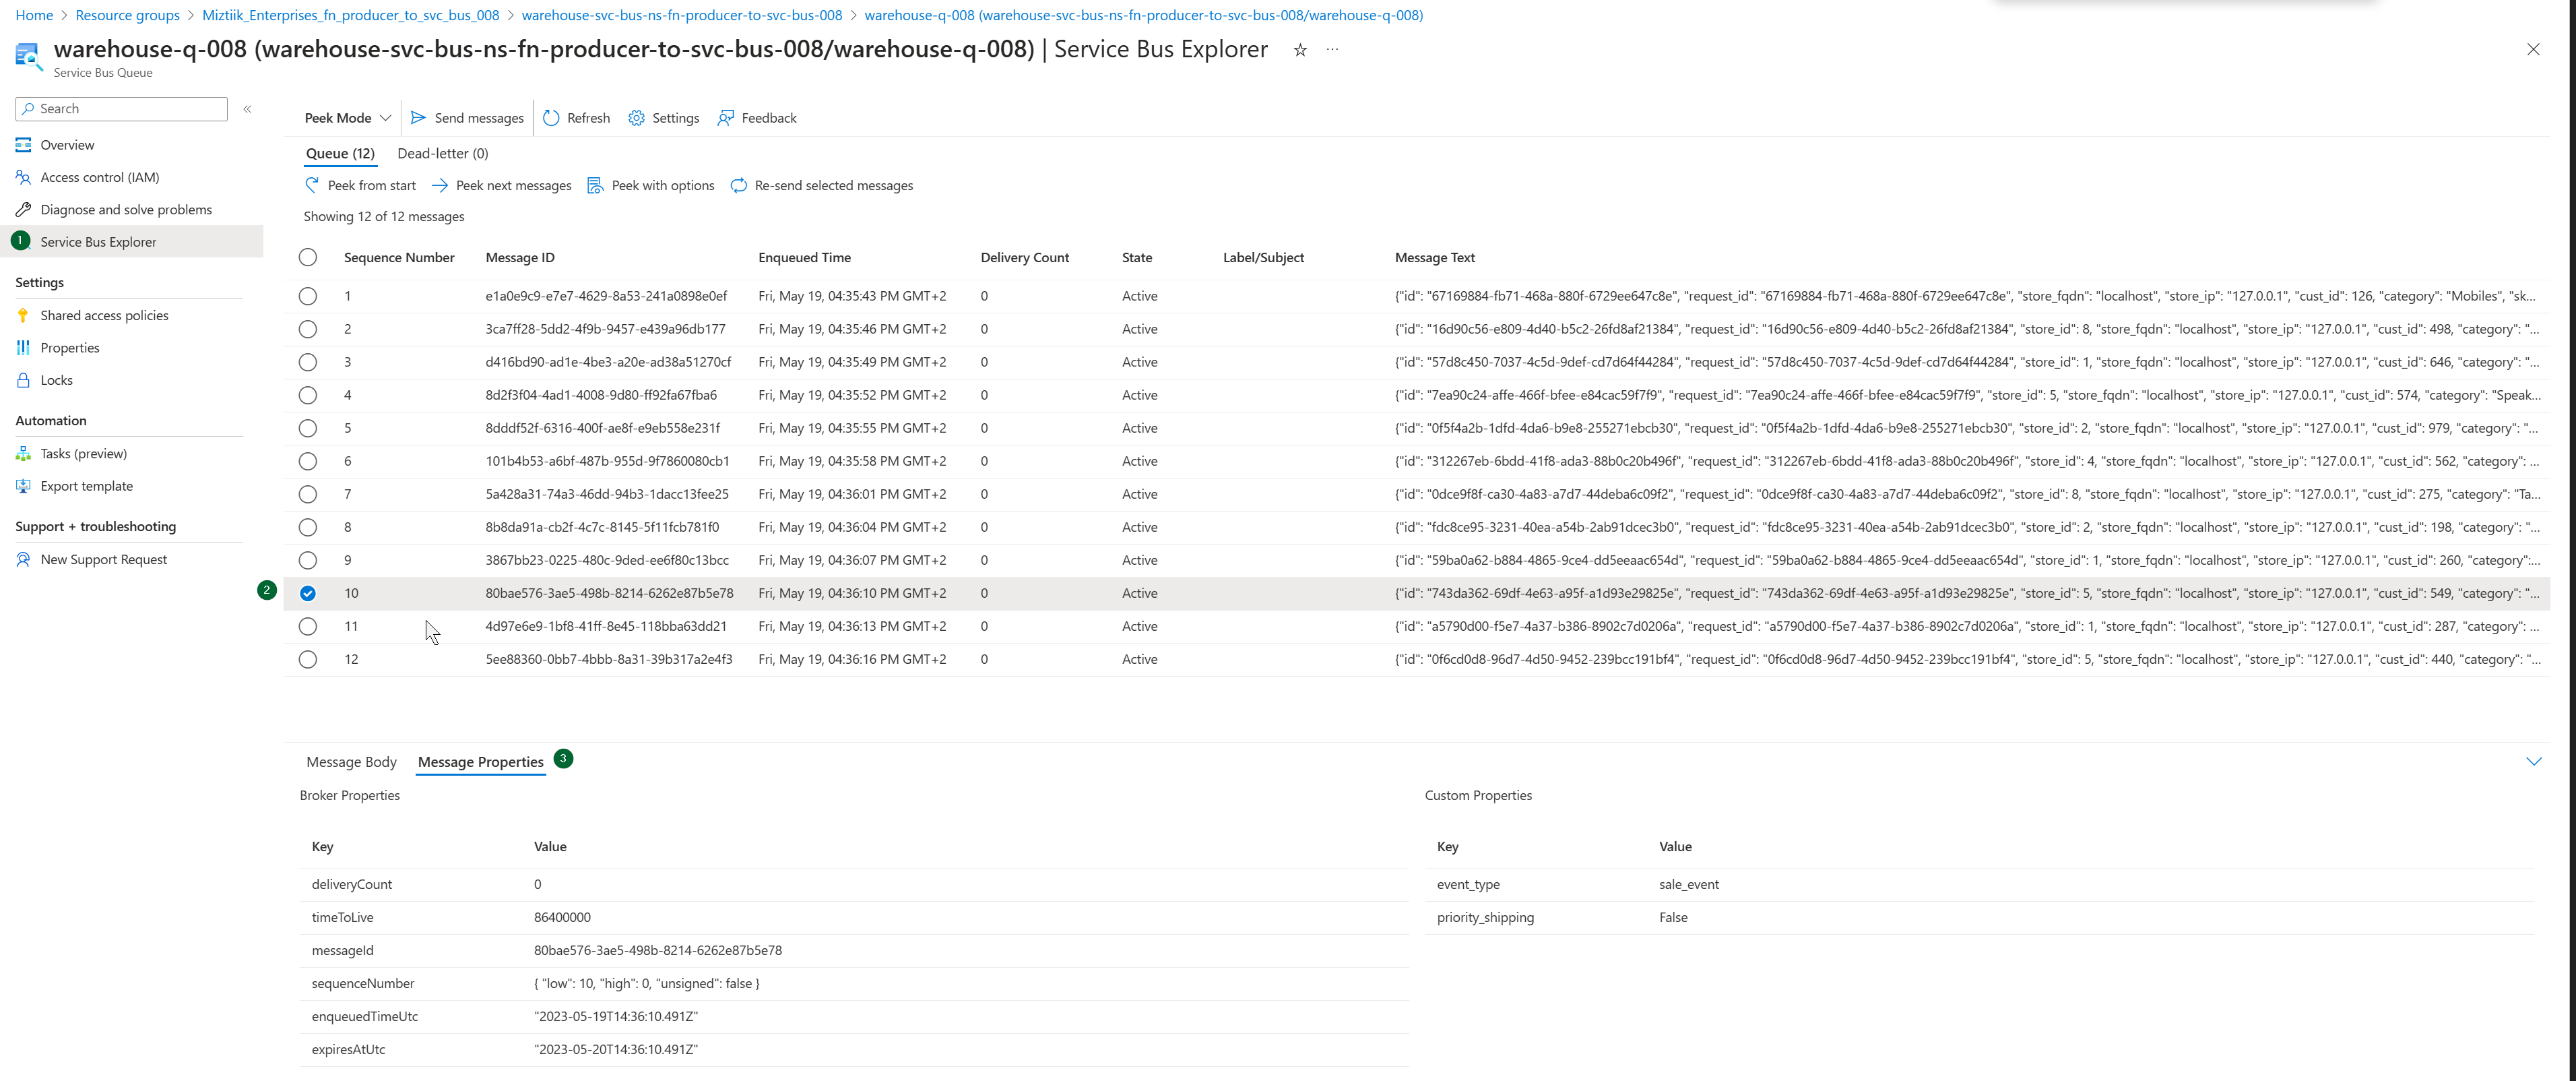 Home > Resource groups > Miztiik_Enterprises_fn_producer_to_svc_bus_008 > warehouse-svc-bus-ns-fn-producer-to-svc-bus-008 > warehouse-q-008 (warehouse-svc-bus-ns-fn-producer-to-svc-bus-008/warehouse-q-008)
warehouse-q-008 (warehouse-svc-bus-ns-fn-producer-to-svc-bus-008/warehouse-q-008) | Service Bus Explorer
Service Bus Queue
Search
Overview
Access control (IAM)
Diagnose and solve problems
1 Service Bus Explorer
Settings
Shared access policies
Properties
Locks
Automation
Tasks (preview)
Export template
Support + troubleshooting
New Support Request
Peek Mode Send messages Refresh Settings Feedback
Queue (12) Dead-letter (0)
Peek from start Peek next messages Peek with options Re-send selected messages
Showing 12 of 12 messages
Sequence Number Message ID Enqueued Time Delivery Count State Label/Subject Message Text
1 e1a0e9c9-e7e7-4629-8a53-241a0898e0ef Fri, May 19, 04:35:43 PM GMT+2 0 Active {"id": "67169884-fb71-468a-880f-6729ee647c8e", "request_id": "67169884-fb71-468a-880f-6729ee647c8e", "store_fqdn": "localhost", "store_ip": "127.0.0.1", "cust_id": 126, "category": "Mobiles", "sk...
2 3ca7ff28-5dd2-4f9b-9457-e439a96db177 Fri, May 19, 04:35:46 PM GMT+2 0 Active {"id": "16d90c56-e809-4d40-b5c2-26fd8af21384", "request_id": "16d90c56-e809-4d40-b5c2-26fd8af21384", "store_id": 8, "store_fqdn": "localhost", "store_ip": "127.0.0.1", "cust_id": 498, "category": "...
3 d416bd90-ad1e-4be3-a20e-ad38a51270cf Fri, May 19, 04:35:49 PM GMT+2 0 Active {"id": "57d8c450-7037-4c5d-9def-cd7d64f44284", "request_id": "57d8c450-7037-4c5d-9def-cd7d64f44284", "store_id": 1, "store_fqdn": "localhost", "store_ip": "127.0.0.1", "cust_id": 646, "category": "...
4 8d2f3f04-4ad1-4008-9d80-ff92fa67fba6 Fri, May 19, 04:35:52 PM GMT+2 0 Active {"id": "7ea90c24-affe-466f-bfee-e84cac59f7f9", "request_id": "7ea90c24-affe-466f-bfee-e84cac59f7f9", "store_id": 5, "store_fqdn": "localhost", "store_ip": "127.0.0.1", "cust_id": 574, "category": "Speak...
5 8dddf52f-6316-400f-ae8f-e9eb558e231f Fri, May 19, 04:35:55 PM GMT+2 0 Active {"id": "0f5f4a2b-1dfd-4da6-b9e8-255271ebcb30", "request_id": "0f5f4a2b-1dfd-4da6-b9e8-255271ebcb30", "store_id": 2, "store_fqdn": "localhost", "store_ip": "127.0.0.1", "cust_id": 979, "category": "...
6 101b4b53-a6bf-487b-955d-9f7860080cb1 Fri, May 19, 04:35:58 PM GMT+2 0 Active {"id": "312267eb-6bdd-41f8-ada3-88b0c20b496f", "request_id": "312267eb-6bdd-41f8-ada3-88b0c20b496f", "store_id": 4, "store_fqdn": "localhost", "store_ip": "127.0.0.1", "cust_id": 562, "category": ...
7 5a428a31-74a3-46dd-94b3-1dacc13fee25 Fri, May 19, 04:36:01 PM GMT+2 0 Active {"id": "0dce9f8f-ca30-4a83-a7d7-44deba6c09f2", "request_id": "0dce9f8f-ca30-4a83-a7d7-44deba6c09f2", "store_id": 8, "store_fqdn": "localhost", "store_ip": "127.0.0.1", "cust_id": 275, "category": "Ta...
8 8b8da91a-cb2f-4c7c-8145-5f11fcb781f0 Fri, May 19, 04:36:04 PM GMT+2 0 Active {"id": "fdc8ce95-3231-40ea-a54b-2ab91dcec3b0", "request_id": "fdc8ce95-3231-40ea-a54b-2ab91dcec3b0", "store_id": 2, "store_fqdn": "localhost", "store_ip": "127.0.0.1", "cust_id": 198, "category": "...
9 3867bb23-0225-480c-9ded-ee6f80c13bcc Fri, May 19, 04:36:07 PM GMT+2 0 Active {"id": "59ba0a62-b884-4865-9ce4-dd5eeaac654d", "request_id": "59ba0a62-b884-4865-9ce4-dd5eeaac654d", "store_id": 1, "store_fqdn": "localhost", "store_ip": "127.0.0.1", "cust_id": 260, "category":...
2 10 80bae576-3ae5-498b-8214-6262e87b5e78 Fri, May 19, 04:36:10 PM GMT+2 0 Active {"id": "743da362-69df-4e63-a95f-a1d93e29825e", "request_id": "743da362-69df-4e63-a95f-a1d93e29825e", "store_id": 5, "store_fqdn": "localhost", "store_ip": "127.0.0.1", "cust_id": 549, "category": "...
11 4d97e6e9-1bf8-41ff-8e45-118bba63dd21 Fri, May 19, 04:36:13 PM GMT+2 0 Active {"id": "a5790d00-f5e7-4a37-b386-8902c7d0206a", "request_id": "a5790d00-f5e7-4a37-b386-8902c7d0206a", "store_id": 1, "store_fqdn": "localhost", "store_ip": "127.0.0.1", "cust_id": 287, "category": ...
12 5ee88360-0bb7-4bbb-8a31-39b317a2e4f3 Fri, May 19, 04:36:16 PM GMT+2 0 Active {"id": "0f6cd0d8-96d7-4d50-9452-239bcc191bf4", "request_id": "0f6cd0d8-96d7-4d50-9452-239bcc191bf4", "store_id": 5, "store_fqdn": "localhost", "store_ip": "127.0.0.1", "cust_id": 440, "category": "...
Message Body Message Properties 3
Broker Properties
Key Value
deliveryCount 0
timeToLive 86400000
messageId 80bae576-3ae5-498b-8214-6262e87b5e78
sequenceNumber { "low": 10, "high": 0, "unsigned": false }
enqueuedTimeUtc "2023-05-19T14:36:10.491Z"
expiresAtUtc "2023-05-20T14:36:10.491Z"
Custom Properties
Key Value
event_type sale_event
priority_shipping False